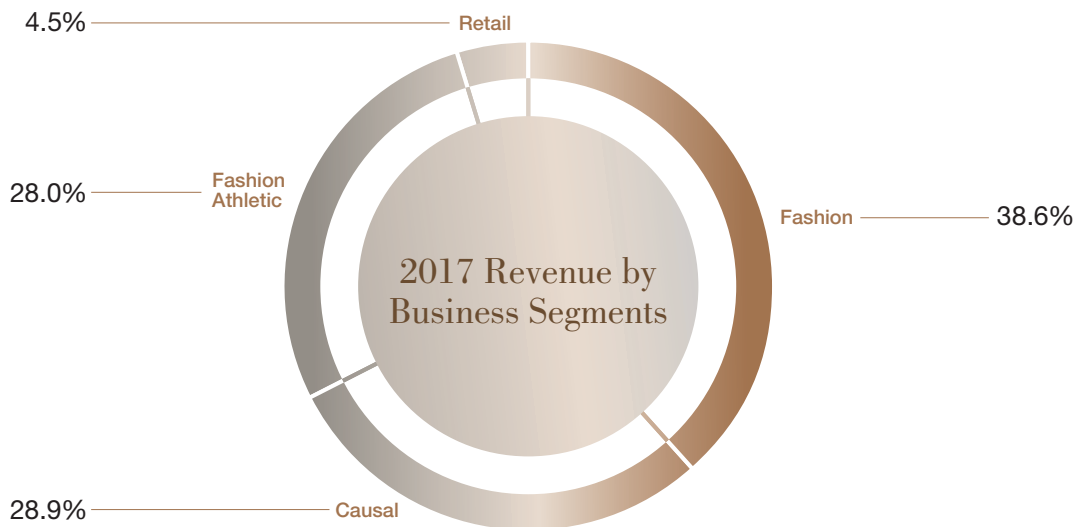 4.5%
Retail
28.0%
Fashion
Athletic
Fashion
38.6%
2017 Revenue by
Business Segments
28.9%
Causal